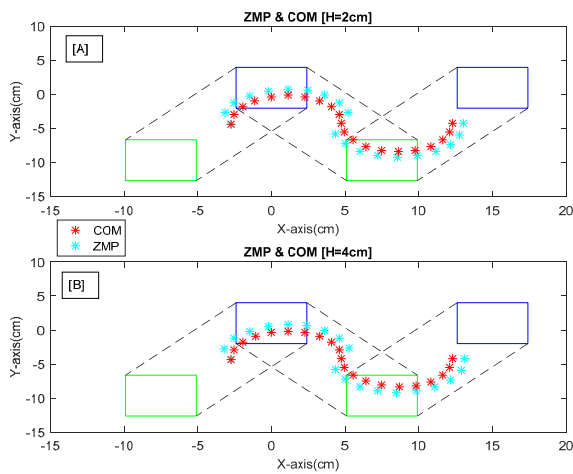 ZMP & COM [H=2cm]
[A]
10
5
0
-5
-10
-15
Y-axis(cm)
-15 -10 -5 0 5 10 15 20
X-axis(cm)
COM
ZMP
ZMP & COM [H=4cm]
[B]
10
5
0
-5
-10
-15
Y-axis(cm)
-15 -10 -5 0 5 10 15 20
X-axis(cm)